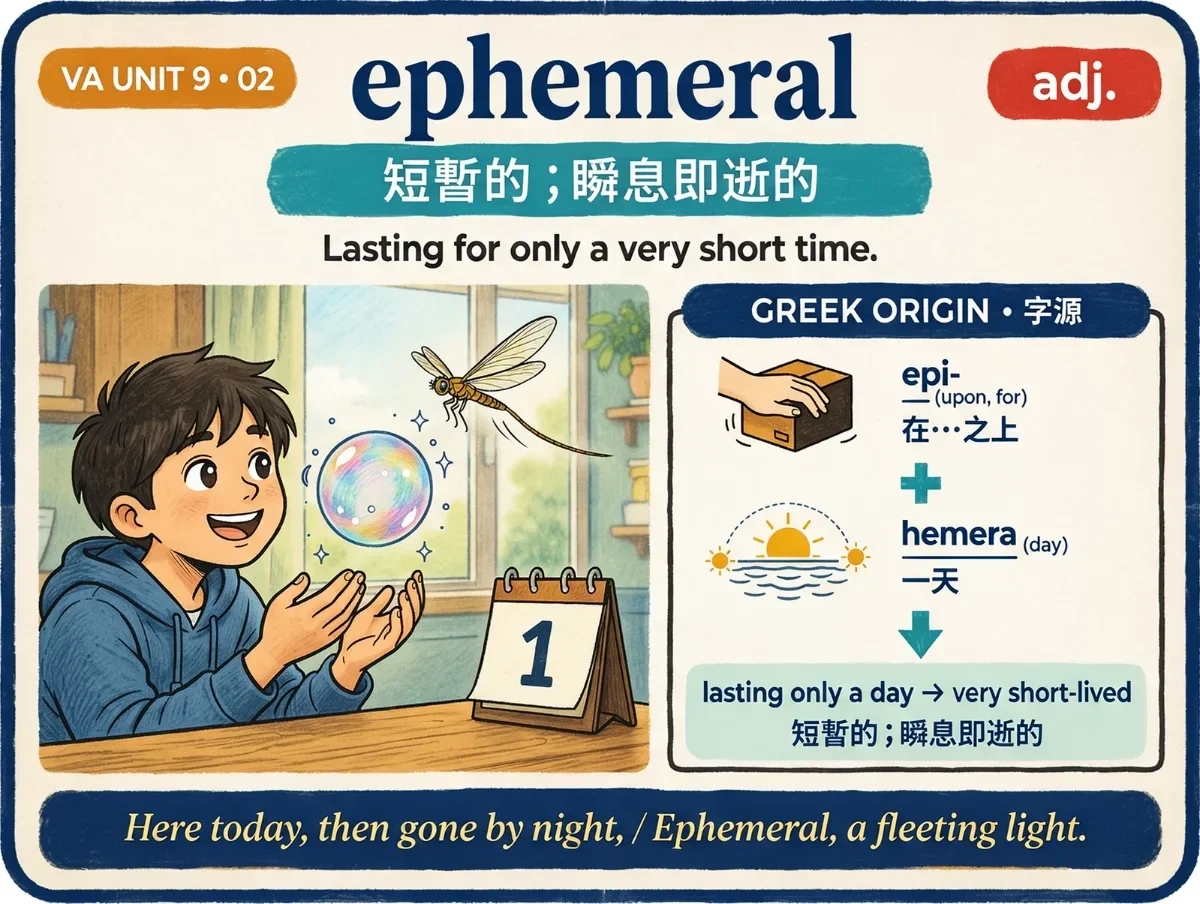 VA UNIT 9 • 02
ephemeral
adj.
短暫的；瞬息即逝的
Lasting for only a very short time.
1
GREEK ORIGIN • 字源
epi-
(upon, for)
在⋯之上
+
hemera (day)
一天
lasting only a day → very short-lived
短暫的；瞬息即逝的
Here today, then gone by night, / Ephemeral, a fleeting light.